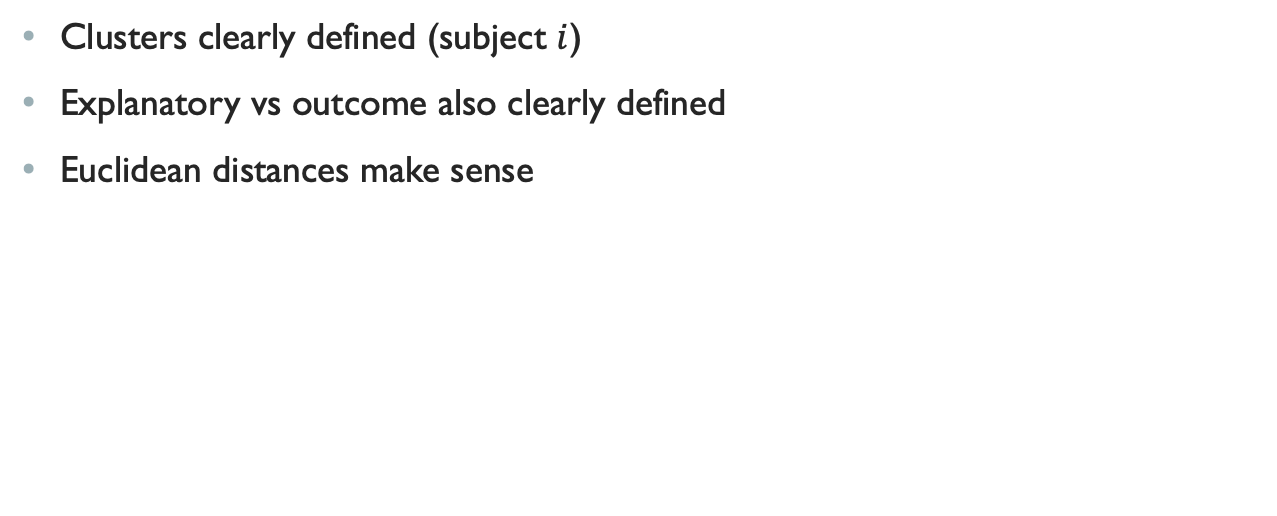 • Clusters clearly defined (subject i)
• Explanatory vs outcome also clearly defined
• Euclidean distances make sense